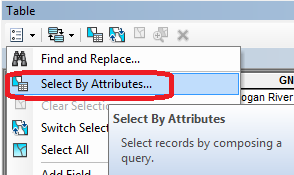 Table
Find and Replace...
GN
Select By Attributes...
ogan River
Clear Selectio
Select By Attributes
Switch Select
Select records by composing a
query.
Select All
Add Field